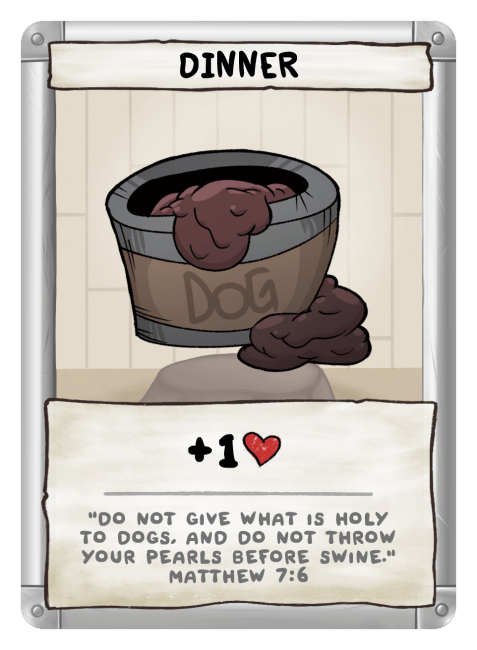 DINNER
DOG
+1
"DO NOT GIVE WHAT IS HOLY
TO DOGS, AND DO NOT THROW
YOUR PEARLS BEFORE SWINE."
MATTHEW 7:6